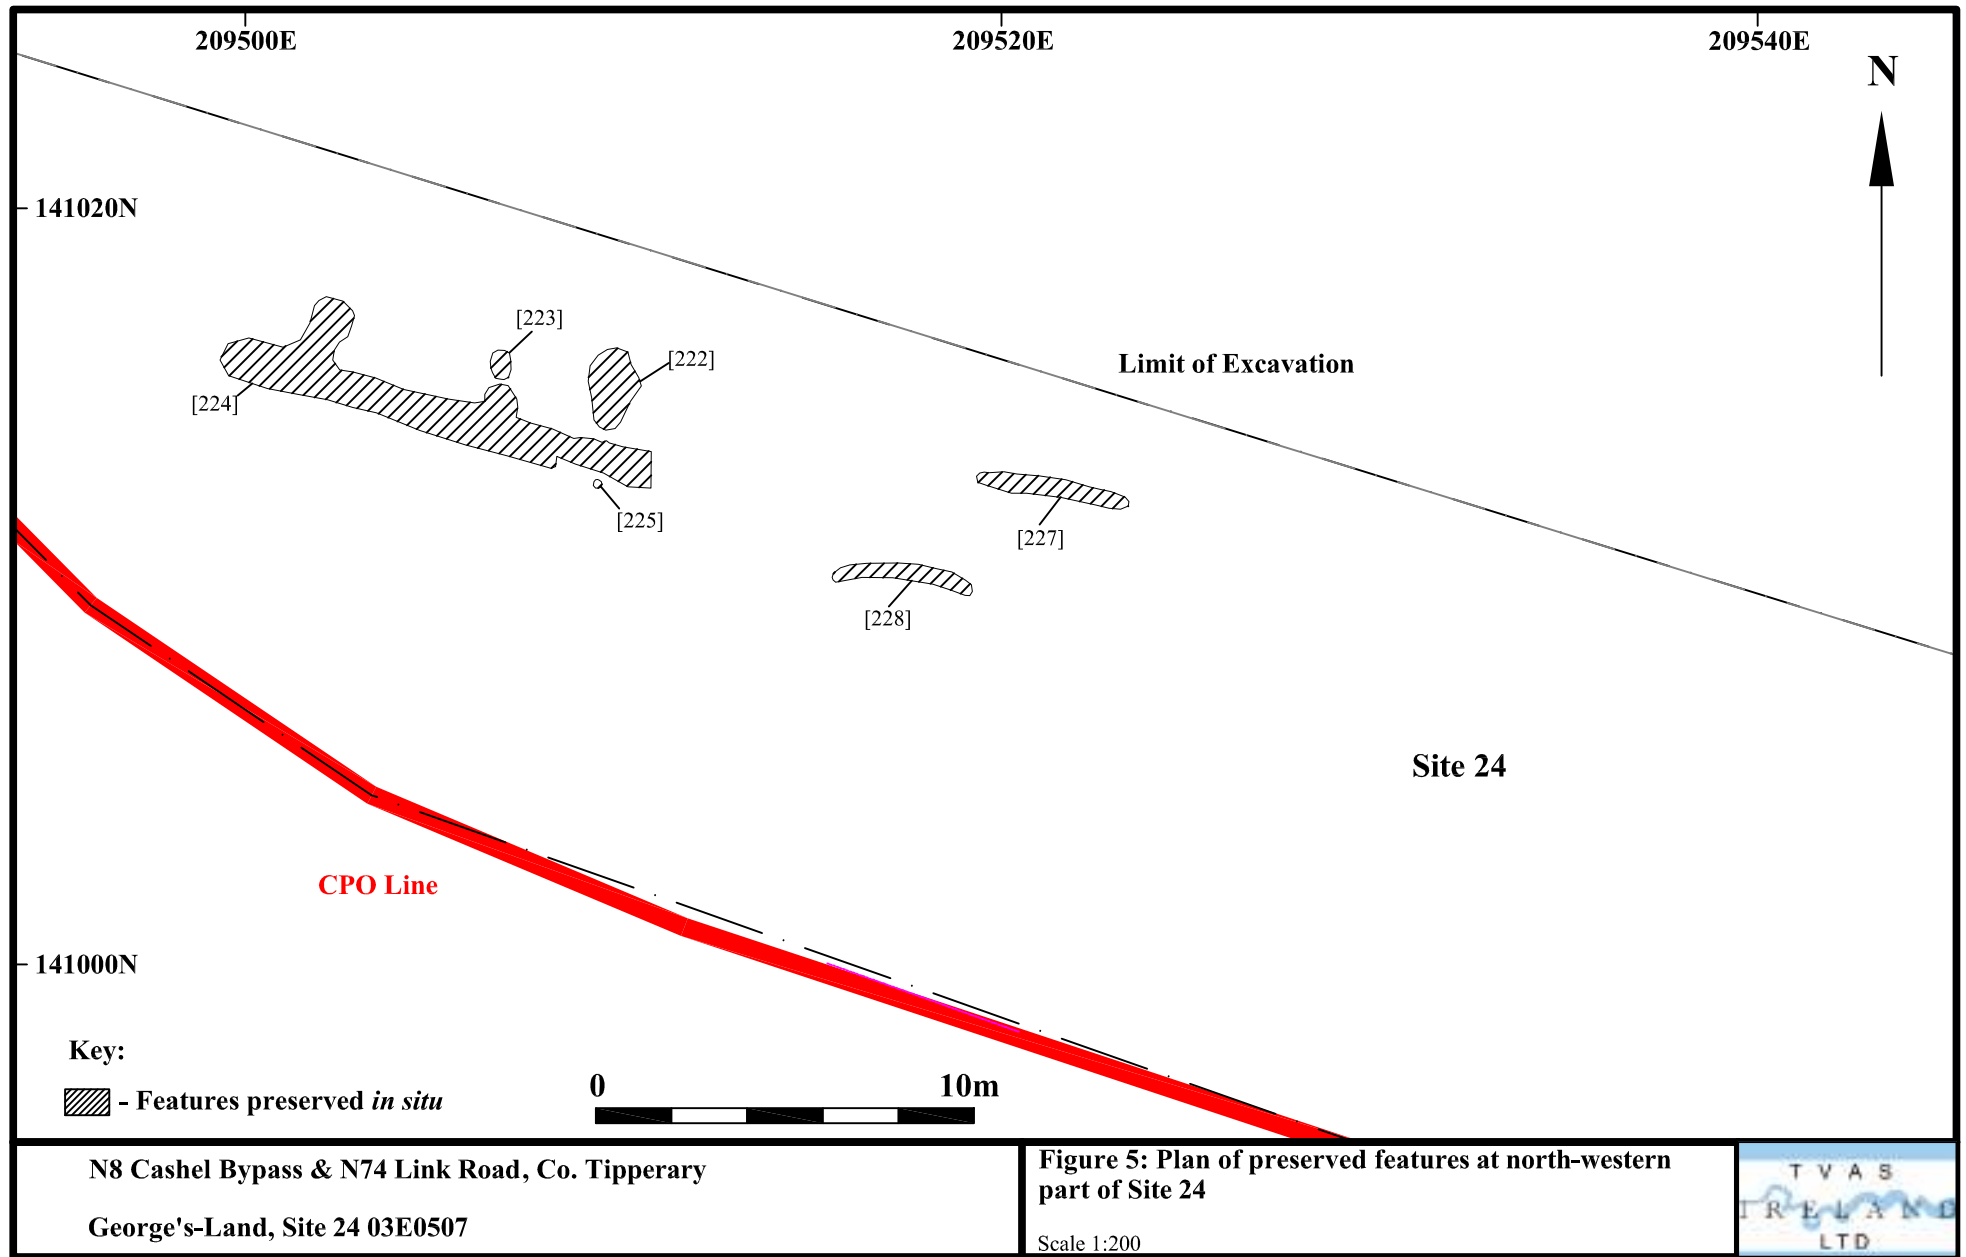 209500E 209520E 209540E
N
141020N
[223]
[222]
Limit of Excavation
[224]
[225]
[227]
[228]
Site 24
CPO Line
141000N
Key:
- Features preserved in situ
0 10m
N8 Cashel Bypass & N74 Link Road, Co. Tipperary
George's-Land, Site 24 03E0507
Figure 5: Plan of preserved features at north-western
part of Site 24
Scale 1:200
TVAS
IRELAND
LTD